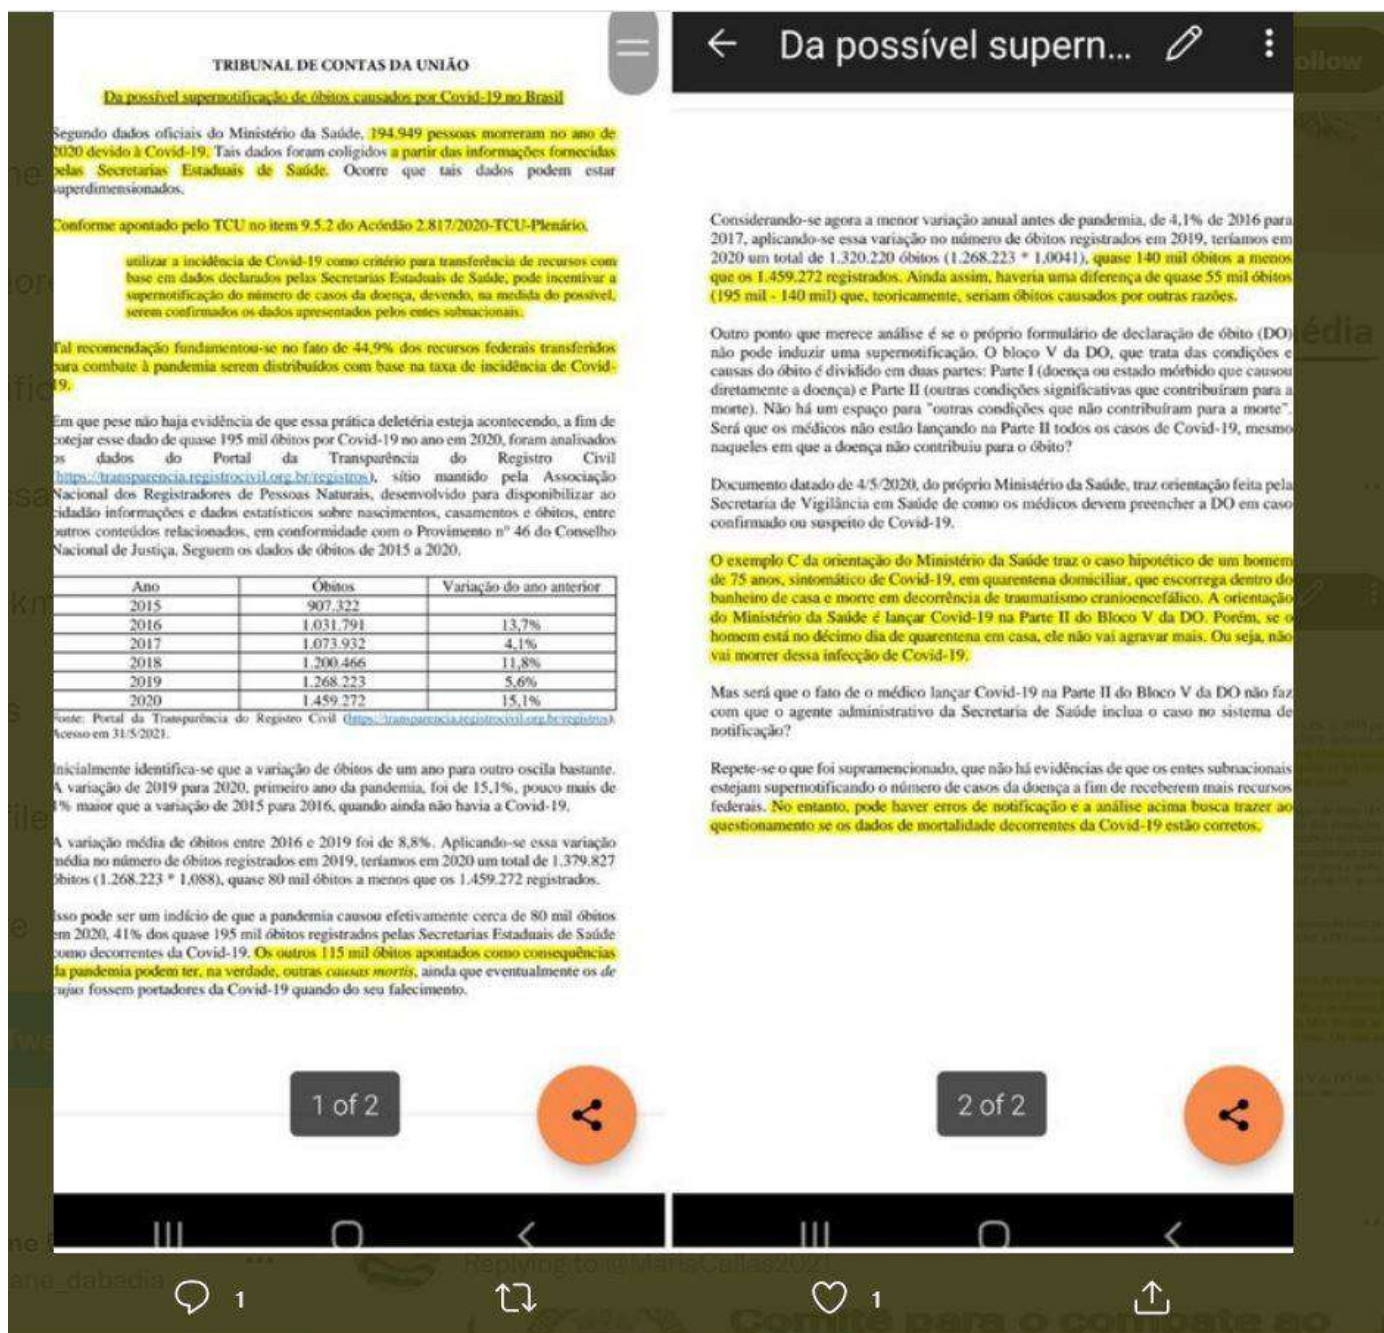 TRIBUNAL DE CONTAS DA UNIÃO
Da possível supernotificação de óbitos causados por Covid-19 no Brasil
Segundo dados oficiais do Ministério da Saúde, 194.949 pessoas morreram no ano de
2020 devido à Covid-19. Tais dados foram coligidos a partir das informações fornecidas
pelas Secretarias Estaduais de Saúde. Ocorre que tais dados podem estar
superdimensionados.
Conforme apontado pelo TCU no item 9.5.2 do Acórdão 2.817/2020-TCU-Plenário,
utilizar a incidência de Covid-19 como critério para transferência de recursos com
base em dados declarados pelas Secretarias Estaduais de Saúde, pode incentivar a
supernotificação do número de casos da doença, devendo, na medida do possível,
serem confirmados os dados apresentados pelos entes subnacionais.
Tal recomendação fundamentou-se no fato de 44,9% dos recursos federais transferidos
para combate à pandemia serem distribuídos com base na taxa de incidência de Covid-
19.
Em que pese não haja evidência de que essa prática deletéria esteja acontecendo, a fim de
cotejar esse dado de quase 195 mil óbitos por Covid-19 no ano em 2020, foram analisados
os dados do Portal da Transparência do Registro Civil
(https://transparencia.registrocivil.org.br/registros), sítio mantido pela Associação
Nacional dos Registradores de Pessoas Naturais, desenvolvido para disponibilizar ao
cidadão informações e dados estatísticos sobre nascimentos, casamentos e óbitos, entre
outros conteúdos relacionados, em conformidade com o Provimento nº 46 do Conselho
Nacional de Justiça. Seguem os dados de óbitos de 2015 a 2020.
Ano Óbitos Variação do ano anterior
2015 907.322
2016 1.031.791 13,7%
2017 1.073.932 4,1%
2018 1.200.466 11,8%
2019 1.268.223 5,6%
2020 1.459.272 15,1%
Fonte: Portal da Transparência do Registro Civil (https://transparencia.registrocivil.org.br/registros).
Acesso em 31/5/2021.
Inicialmente identifica-se que a variação de óbitos de um ano para outro oscila bastante.
A variação de 2019 para 2020, primeiro ano da pandemia, foi de 15,1%, pouco mais de
1% maior que a variação de 2015 para 2016, quando ainda não havia a Covid-19.
A variação média de óbitos entre 2016 e 2019 foi de 8,8%. Aplicando-se essa variação
média no número de óbitos registrados em 2019, teríamos em 2020 um total de 1.379.827
óbitos (1.268.223 * 1,088), quase 80 mil óbitos a menos que os 1.459.272 registrados.
Isso pode ser um indício de que a pandemia causou efetivamente cerca de 80 mil óbitos
em 2020, 41% dos quase 195 mil óbitos registrados pelas Secretarias Estaduais de Saúde
como decorrentes da Covid-19. Os outros 115 mil óbitos apontados como consequências
da pandemia podem ter, na verdade, outras causas mortis, ainda que eventualmente os de
cujus fossem portadores da Covid-19 quando do seu falecimento.
1 of 2
Da possível supern...
Considerando-se agora a menor variação anual antes de pandemia, de 4,1% de 2016 para
2017, aplicando-se essa variação no número de óbitos registrados em 2019, teríamos em
2020 um total de 1.320.220 óbitos (1.268.223 * 1,0041), quase 140 mil óbitos a menos
que os 1.459.272 registrados. Ainda assim, haveria uma diferença de quase 55 mil óbitos
(195 mil - 140 mil) que, teoricamente, seriam óbitos causados por outras razões.
Outro ponto que merece análise é se o próprio formulário de declaração de óbito (DO)
não pode induzir uma supernotificação. O bloco V da DO, que trata das condições e
causas do óbito é dividido em duas partes: Parte I (doença ou estado mórbido que causou
diretamente a doença) e Parte II (outras condições significativas que contribuíram para a
morte). Não há um espaço para "outras condições que não contribuíram para a morte".
Será que os médicos não estão lançando na Parte II todos os casos de Covid-19, mesmo
naqueles em que a doença não contribuiu para o óbito?
Documento datado de 4/5/2020, do próprio Ministério da Saúde, traz orientação feita pela
Secretaria de Vigilância em Saúde de como os médicos devem preencher a DO em caso
confirmado ou suspeito de Covid-19.
O exemplo C da orientação do Ministério da Saúde traz o caso hipotético de um homem
de 75 anos, sintomático de Covid-19, em quarentena domiciliar, que escorrega dentro do
banheiro de casa e morre em decorrência de traumatismo cranioencefálico. A orientação
do Ministério da Saúde é lançar Covid-19 na Parte II do Bloco V da DO. Porém, se o
homem está no décimo dia de quarentena em casa, ele não vai agravar mais. Ou seja, não
vai morrer dessa infecção de Covid-19.
Mas será que o fato de o médico lançar Covid-19 na Parte II do Bloco V da DO não faz
com que o agente administrativo da Secretaria de Saúde inclua o caso no sistema de
notificação?
Repete-se o que foi supramencionado, que não há evidências de que os entes subnacionais
estejam supernotificando o número de casos da doença a fim de receberem mais recursos
federais. No entanto, pode haver erros de notificação e a análise acima busca trazer ao
questionamento se os dados de mortalidade decorrentes da Covid-19 estão corretos.
2 of 2
ollow
édia
ane_dabadia
Replying to @MariaCallas2021
1
1
Comitê para o combate ao